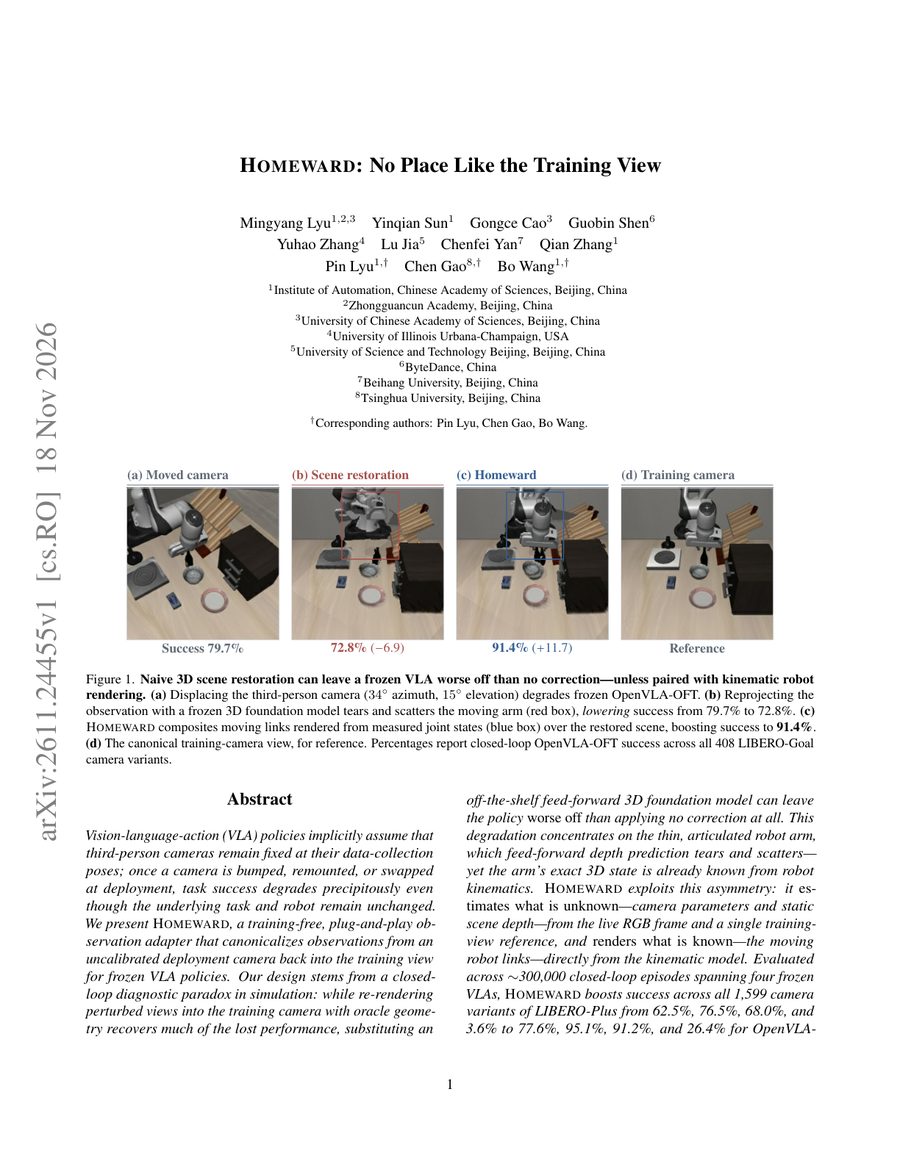 HOMEWARD: No Place Like the Training View
Mingyang Lyu1,2,3 Yinqian Sun1 Gongce Cao3 Guobin Shen6
Yuhao Zhang4 Lu Jia5 Chenfei Yan7 Qian Zhang1
Pin Lyu1,† Chen Gao8,† Bo Wang1,†
1Institute of Automation, Chinese Academy of Sciences, Beijing, China
2Zhongguancun Academy, Beijing, China
3University of Chinese Academy of Sciences, Beijing, China
4University of Illinois Urbana-Champaign, USA
5University of Science and Technology Beijing, Beijing, China
6ByteDance, China
7Beihang University, Beijing, China
8Tsinghua University, Beijing, China
†Corresponding authors: Pin Lyu, Chen Gao, Bo Wang.
arXiv:2611.24455v1 [cs.RO] 18 Nov 2026
(a) Moved camera (b) Scene restoration (c) Homeward (d) Training camera
Success 79.7% 72.8% (−6.9) 91.4% (+11.7) Reference
Figure 1. Naive 3D scene restoration can leave a frozen VLA worse off than no correction—unless paired with kinematic robot
rendering. (a) Displacing the third-person camera (34° azimuth, 15° elevation) degrades frozen OpenVLA-OFT. (b) Reprojecting the
observation with a frozen 3D foundation model tears and scatters the moving arm (red box), lowering success from 79.7% to 72.8%. (c)
HOMEWARD composites moving links rendered from measured joint states (blue box) over the restored scene, boosting success to 91.4%.
(d) The canonical training-camera view, for reference. Percentages report closed-loop OpenVLA-OFT success across all 408 LIBERO-Goal
camera variants.
Abstract
Vision-language-action (VLA) policies implicitly assume that
third-person cameras remain fixed at their data-collection
poses; once a camera is bumped, remounted, or swapped
at deployment, task success degrades precipitously even
though the underlying task and robot remain unchanged.
We present HOMEWARD, a training-free, plug-and-play ob-
servation adapter that canonicalizes observations from an
uncalibrated deployment camera back into the training view
for frozen VLA policies. Our design stems from a closed-
loop diagnostic paradox in simulation: while re-rendering
perturbed views into the training camera with oracle geome-
try recovers much of the lost performance, substituting an
off-the-shelf feed-forward 3D foundation model can leave
the policy worse off than applying no correction at all. This
degradation concentrates on the thin, articulated robot arm,
which feed-forward depth prediction tears and scatters—
yet the arm's exact 3D state is already known from robot
kinematics. HOMEWARD exploits this asymmetry: it es-
timates what is unknown—camera parameters and static
scene depth—from the live RGB frame and a single training-
view reference, and renders what is known—the moving
robot links—directly from the kinematic model. Evaluated
across ∼300,000 closed-loop episodes spanning four frozen
VLAs, HOMEWARD boosts success across all 1,599 camera
variants of LIBERO-Plus from 62.5%, 76.5%, 68.0%, and
3.6% to 77.6%, 95.1%, 91.2%, and 26.4% for OpenVLA-
1